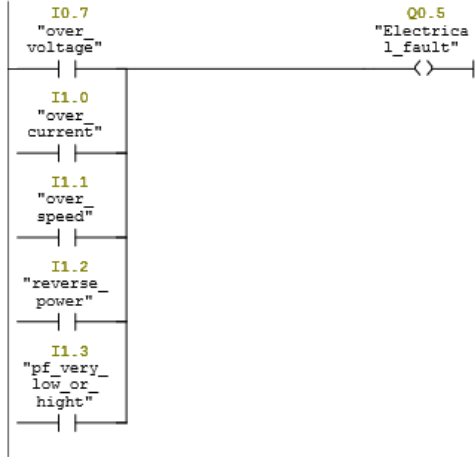 I0.7
"over_
voltage"
Q0.5
"Electrica
l_fault"
I1.0
"over_
current"
I1.1
"over_
speed"
I1.2
"reverse_
power"
I1.3
"pf_very_
low_or_
hight"